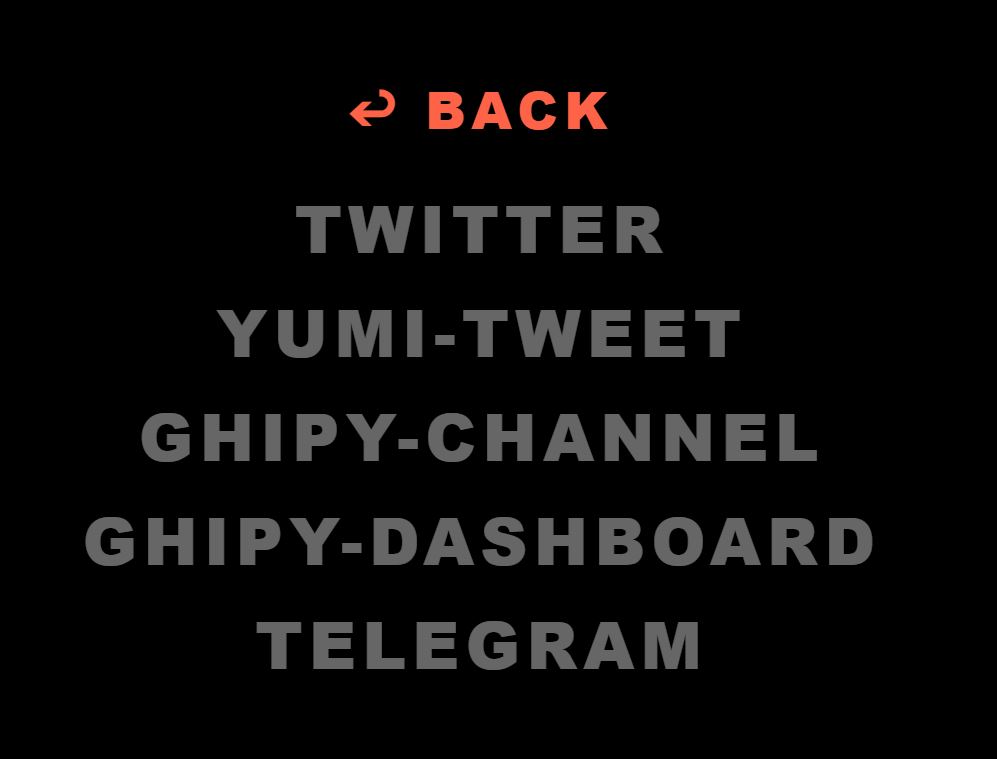 ↩ BACK
TWITTER
YUMI-TWEET
GHIPY-CHANNEL
GHIPY-DASHBOARD
TELEGRAM